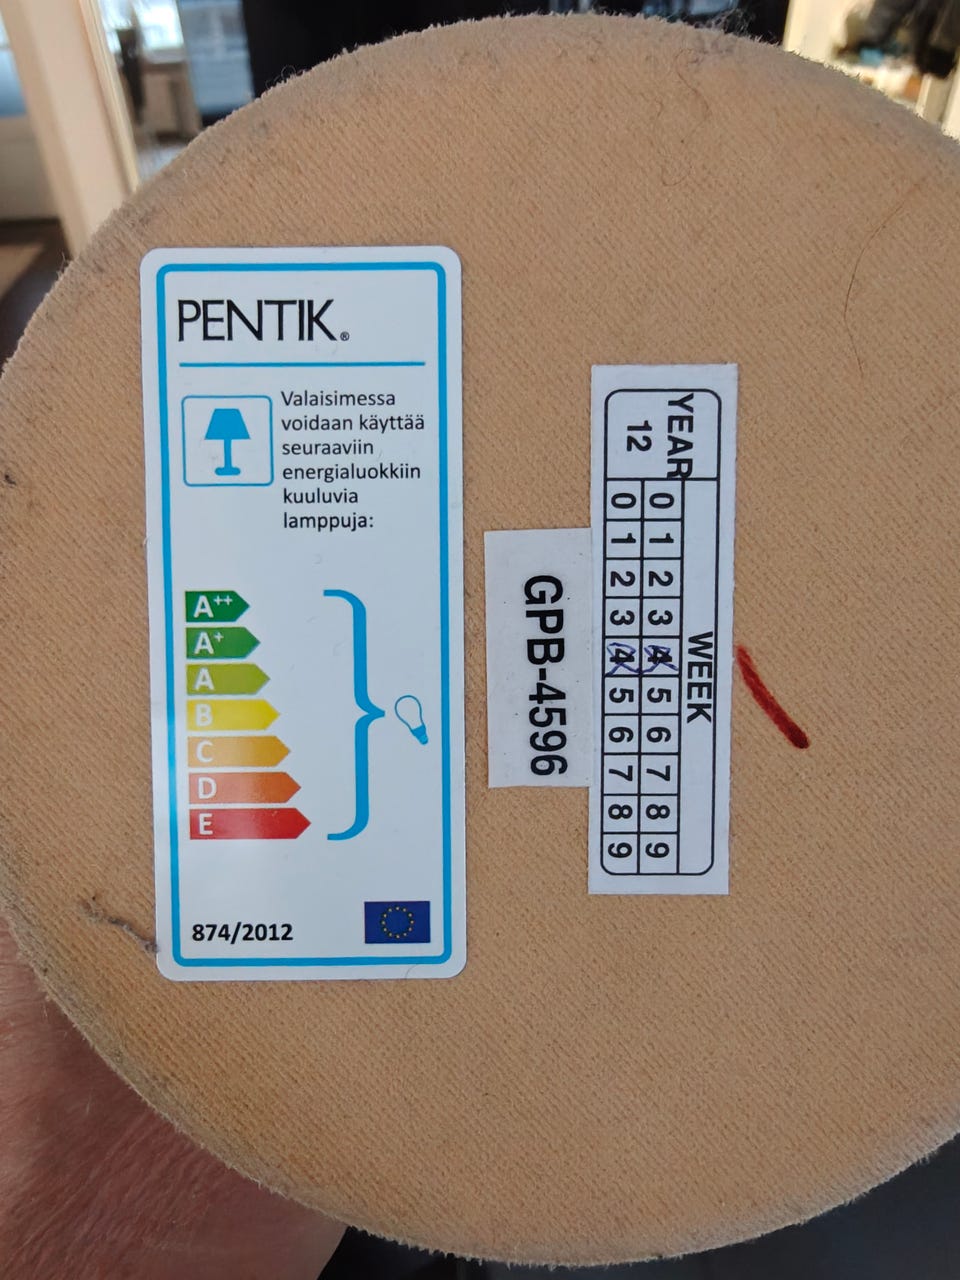 PENTIK®
Valaisimessa
voidaan käyttää
seuraaviin
energialuokkiin
kuuluvia
lamppuja:
A++
A+
A
B
C
D
E
874/2012
GPB-4596
YEAR
12
WEEK
0 1 2 3 4 5 6 7 8 9
0 1 2 3 4 5 6 7 8 9